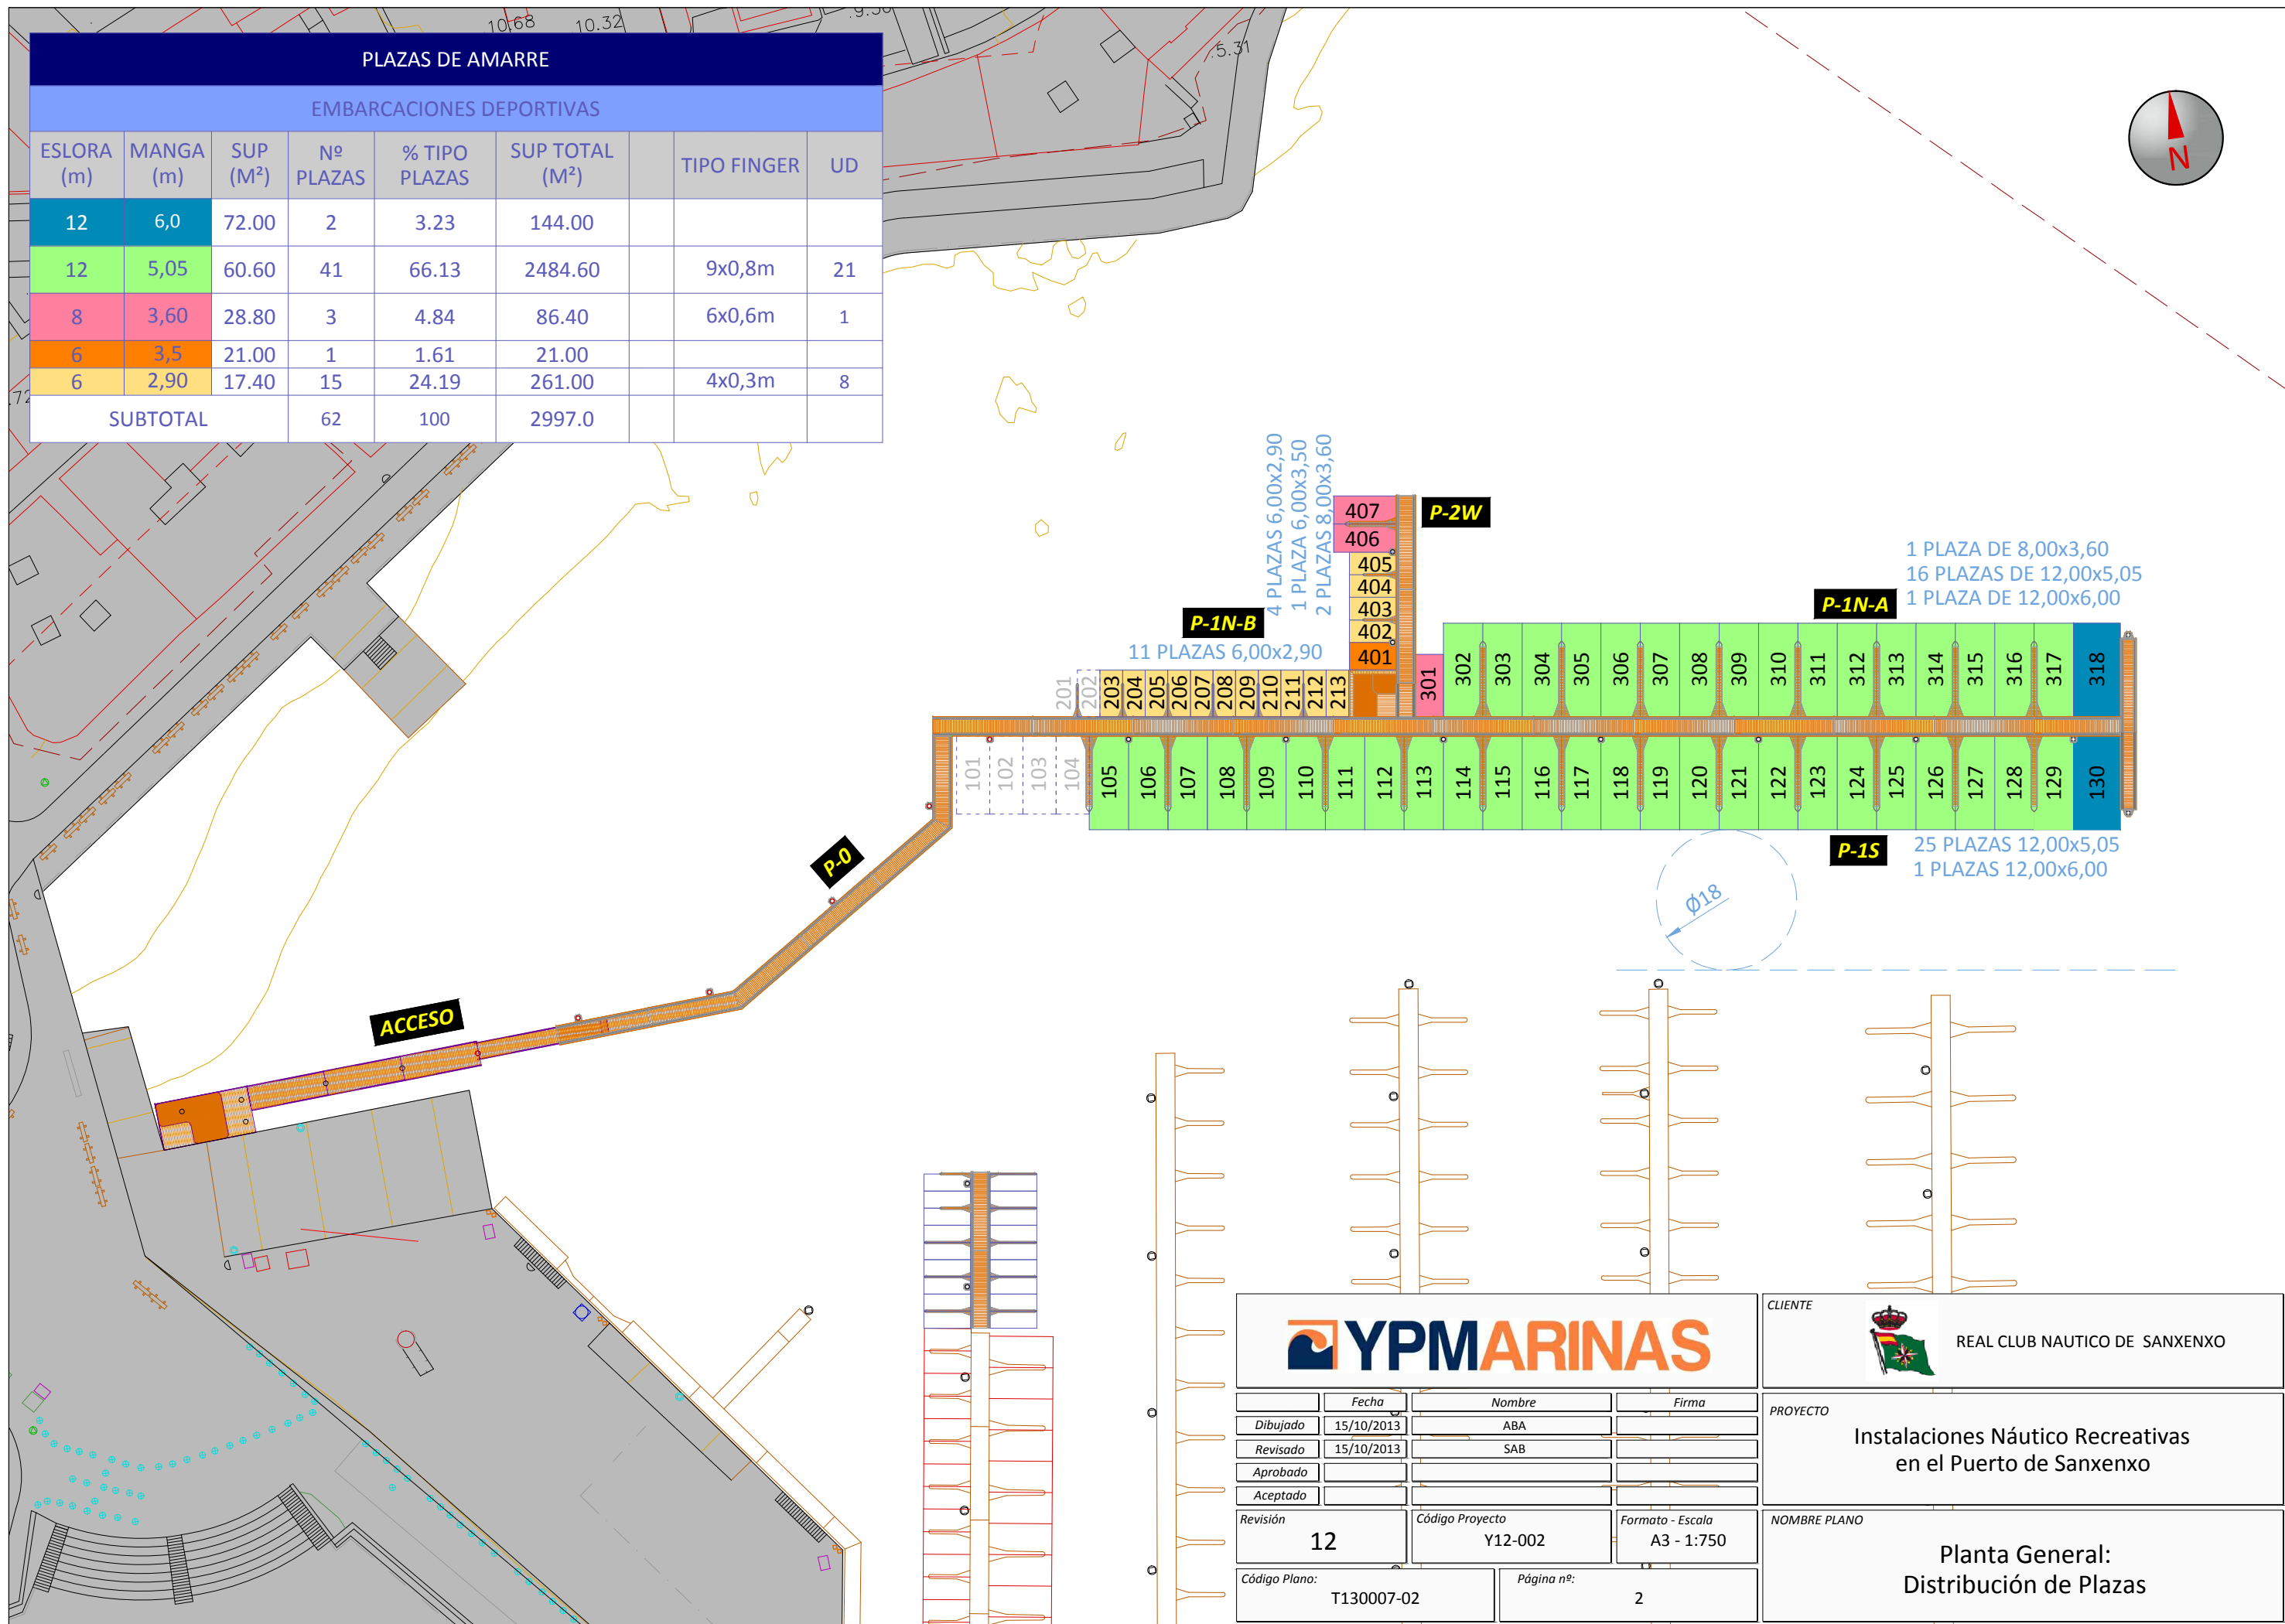 10.68
10.32
.9.50
.5.31
.72
PLAZAS DE AMARRE
EMBARCACIONES DEPORTIVAS
ESLORA (m) MANGA (m) SUP (M²) Nº PLAZAS % TIPO PLAZAS SUP TOTAL (M²) TIPO FINGER UD
12 6,0 72.00 2 3.23 144.00
12 5,05 60.60 41 66.13 2484.60 9x0,8m 21
8 3,60 28.80 3 4.84 86.40 6x0,6m 1
6 3,5 21.00 1 1.61 21.00
6 2,90 17.40 15 24.19 261.00 4x0,3m 8
SUBTOTAL 62 100 2997.0
N
4 PLAZAS 6,00x2,90
1 PLAZA 6,00x3,50
2 PLAZAS 8,00x3,60
P-2W
407
406
405
404
403
402
401
1 PLAZA DE 8,00x3,60
16 PLAZAS DE 12,00x5,05
1 PLAZA DE 12,00x6,00
P-1N-A
P-1N-B
11 PLAZAS 6,00x2,90
201 202 203 204 205 206 207 208 209 210 211 212 213
301 302 303 304 305 306 307 308 309 310 311 312 313 314 315 316 317 318
101 102 103 104 105 106 107 108 109 110 111 112 113 114 115 116 117 118 119 120 121 122 123 124 125 126 127 128 129 130
P-1S
25 PLAZAS 12,00x5,05
1 PLAZAS 12,00x6,00
Ø18
P-0
ACCESO
YPMARINAS
CLIENTE
REAL CLUB NAUTICO DE SANXENXO
Fecha Nombre Firma
Dibujado 15/10/2013 ABA
Revisado 15/10/2013 SAB
Aprobado
Aceptado
PROYECTO
Instalaciones Náutico Recreativas
en el Puerto de Sanxenxo
Revisión
12
Código Proyecto
Y12-002
Formato - Escala
A3 - 1:750
Código Plano:
T130007-02
Página nº:
2
NOMBRE PLANO
Planta General:
Distribución de Plazas